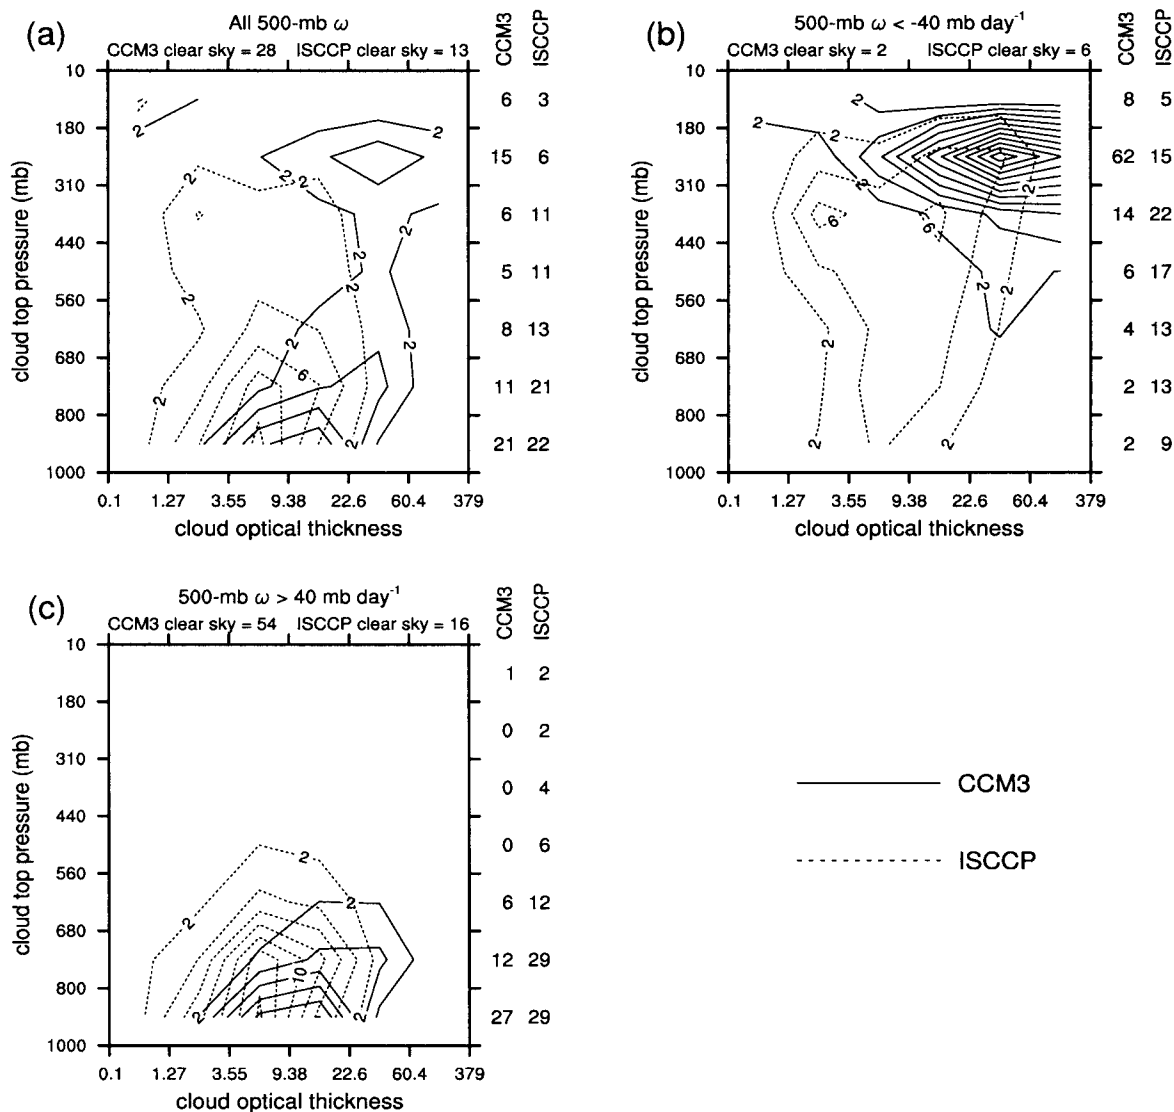 (a)
All 500-mb ω
CCM3 clear sky = 28 ISCCP clear sky = 13
CCM3
ISCCP
10
180
310
440
560
680
800
1000
cloud top pressure (mb)
0.1 1.27 3.55 9.38 22.6 60.4 379
cloud optical thickness
6 3
15 6
6 11
5 11
8 13
11 21
21 22
2
2
2
2
2
2
2
2
2
2
2
2
2
6
(b)
500-mb ω < -40 mb day⁻¹
CCM3 clear sky = 2 ISCCP clear sky = 6
CCM3
ISCCP
10
180
310
440
560
680
800
1000
cloud top pressure (mb)
0.1 1.27 3.55 9.38 22.6 60.4 379
cloud optical thickness
8 5
62 15
14 22
6 17
4 13
2 13
2 9
2
2
2
2
6
6
2
2
2
2
2
(c)
500-mb ω > 40 mb day⁻¹
CCM3 clear sky = 54 ISCCP clear sky = 16
CCM3
ISCCP
10
180
310
440
560
680
800
1000
cloud top pressure (mb)
0.1 1.27 3.55 9.38 22.6 60.4 379
cloud optical thickness
1 2
0 2
0 4
0 6
6 12
12 29
27 29
2
2
2
10
2
2
CCM3
ISCCP